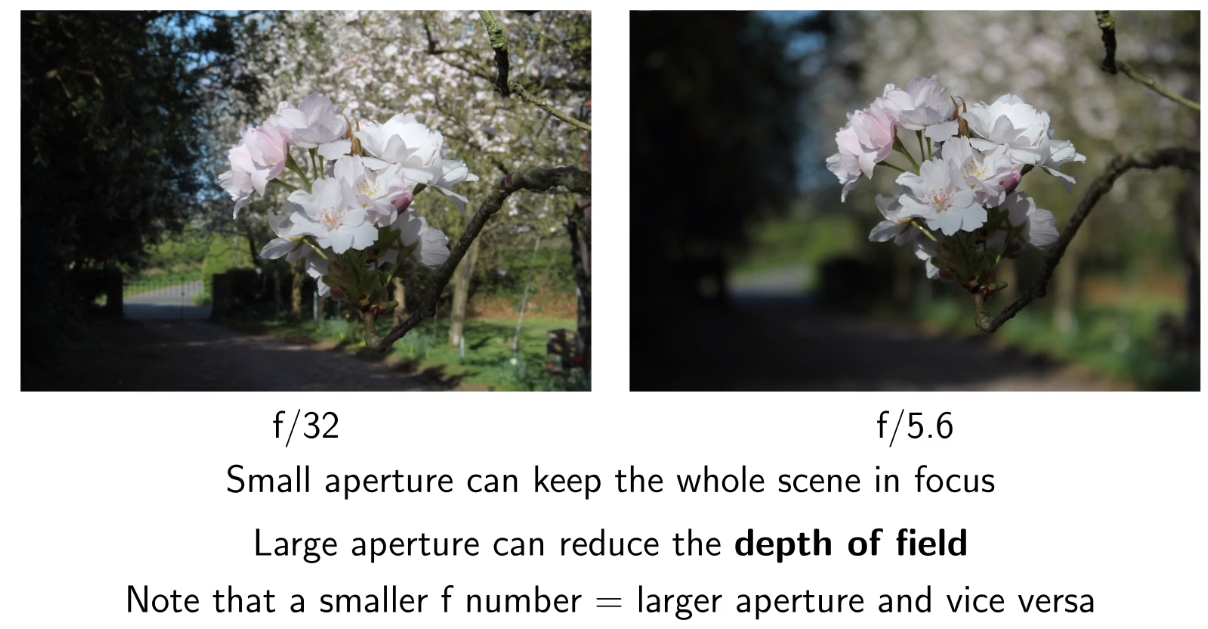 f/32
f/5.6
Small aperture can keep the whole scene in focus
Large aperture can reduce the depth of field
Note that a smaller f number = larger aperture and vice versa